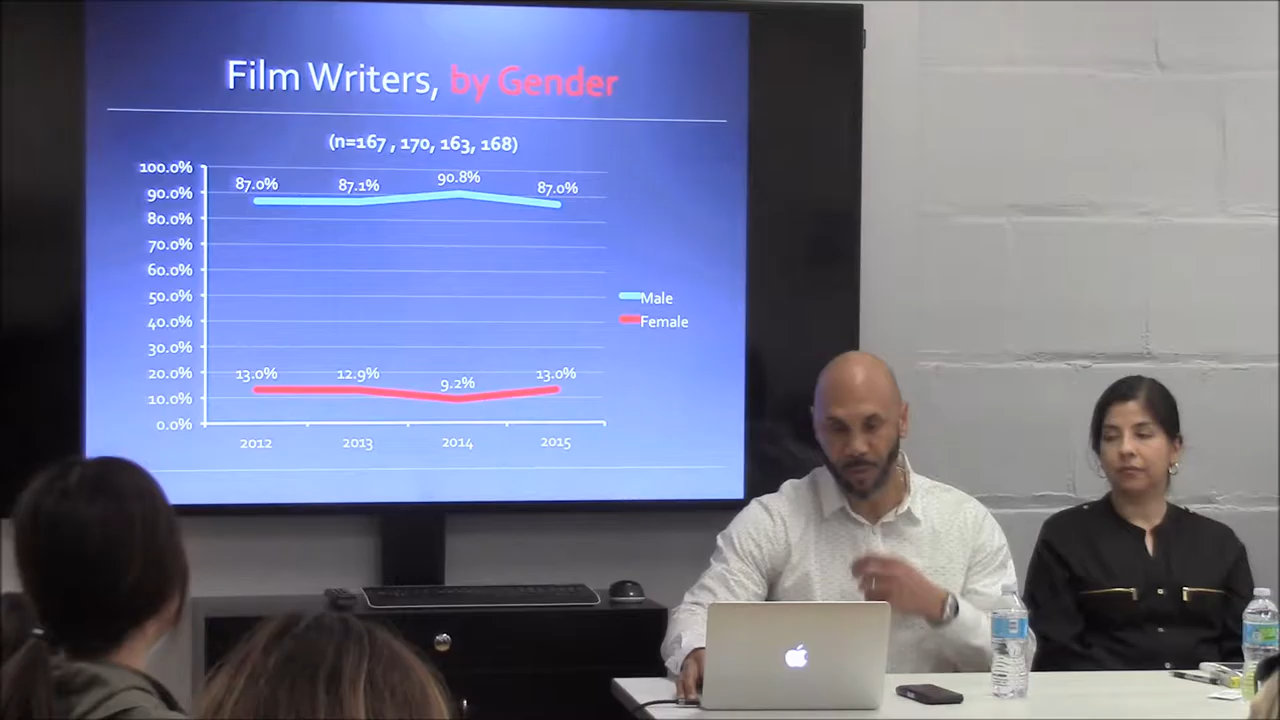 Film Writers, by Gender
(n=167 , 170, 163, 168)
100.0%
90.0%
80.0%
70.0%
60.0%
50.0%
40.0%
30.0%
20.0%
10.0%
0.0%
87.0% 87.1% 90.8% 87.0%
13.0% 12.9% 9.2% 13.0%
2012 2013 2014 2015
Male
Female